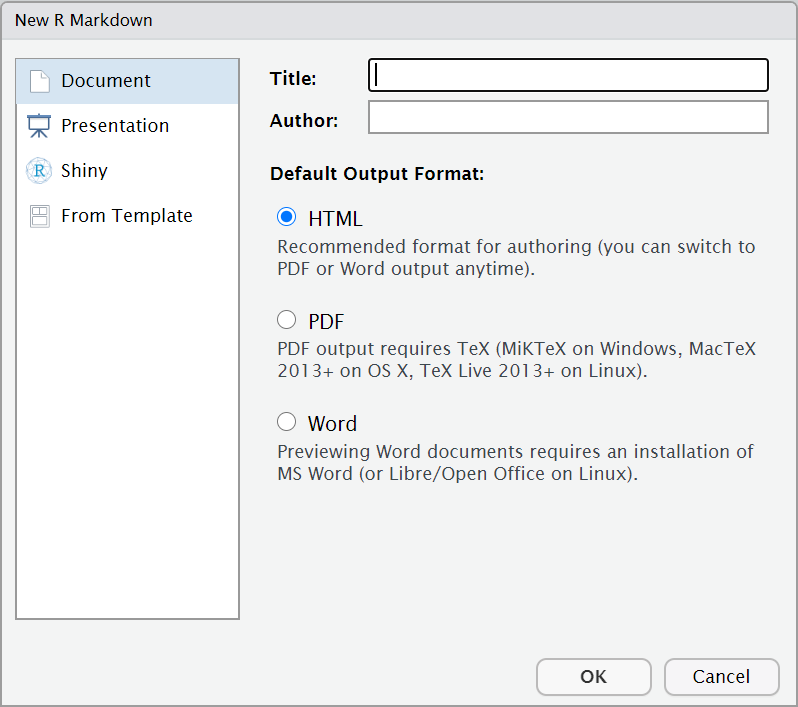 New R Markdown
Document
Presentation
R Shiny
From Template
Title:
Author:
Default Output Format:
HTML
Recommended format for authoring (you can switch to
PDF or Word output anytime).
PDF
PDF output requires TeX (MiKTeX on Windows, MacTeX
2013+ on OS X, TeX Live 2013+ on Linux).
Word
Previewing Word documents requires an installation of
MS Word (or Libre/Open Office on Linux).
OK Cancel